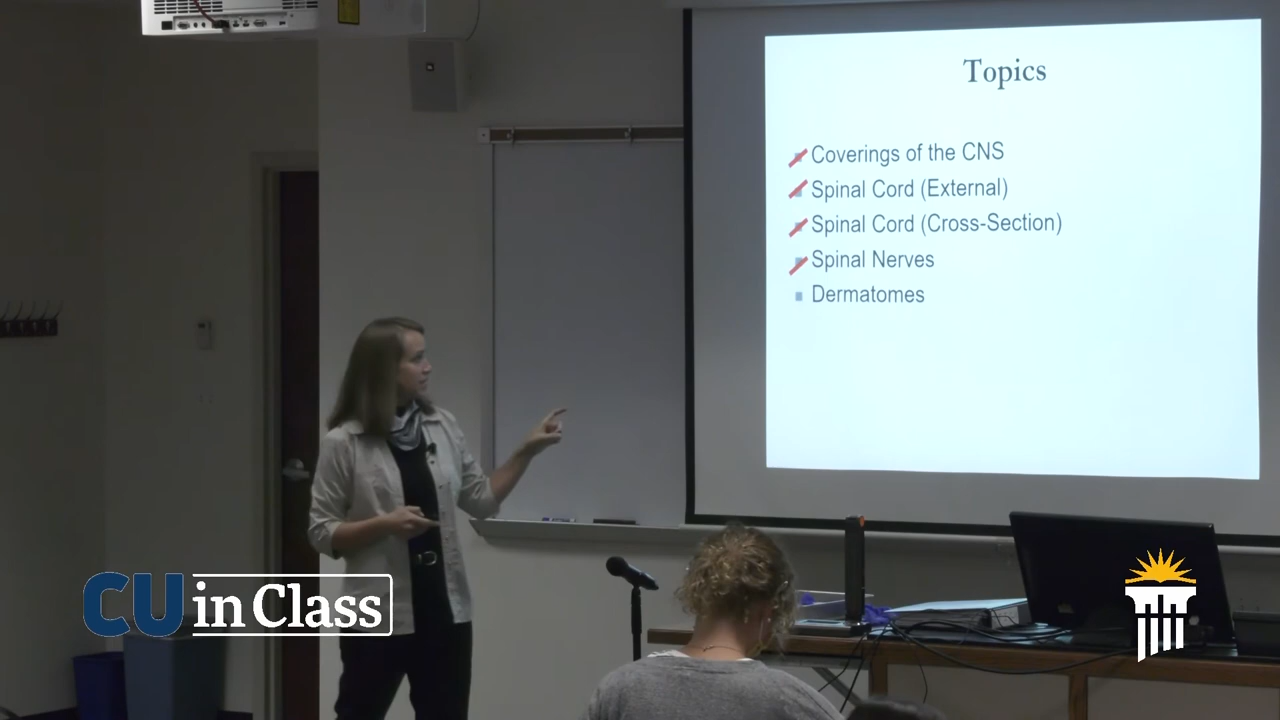 Topics
Coverings of the CNS
Spinal Cord (External)
Spinal Cord (Cross-Section)
Spinal Nerves
Dermatomes
CU in Class